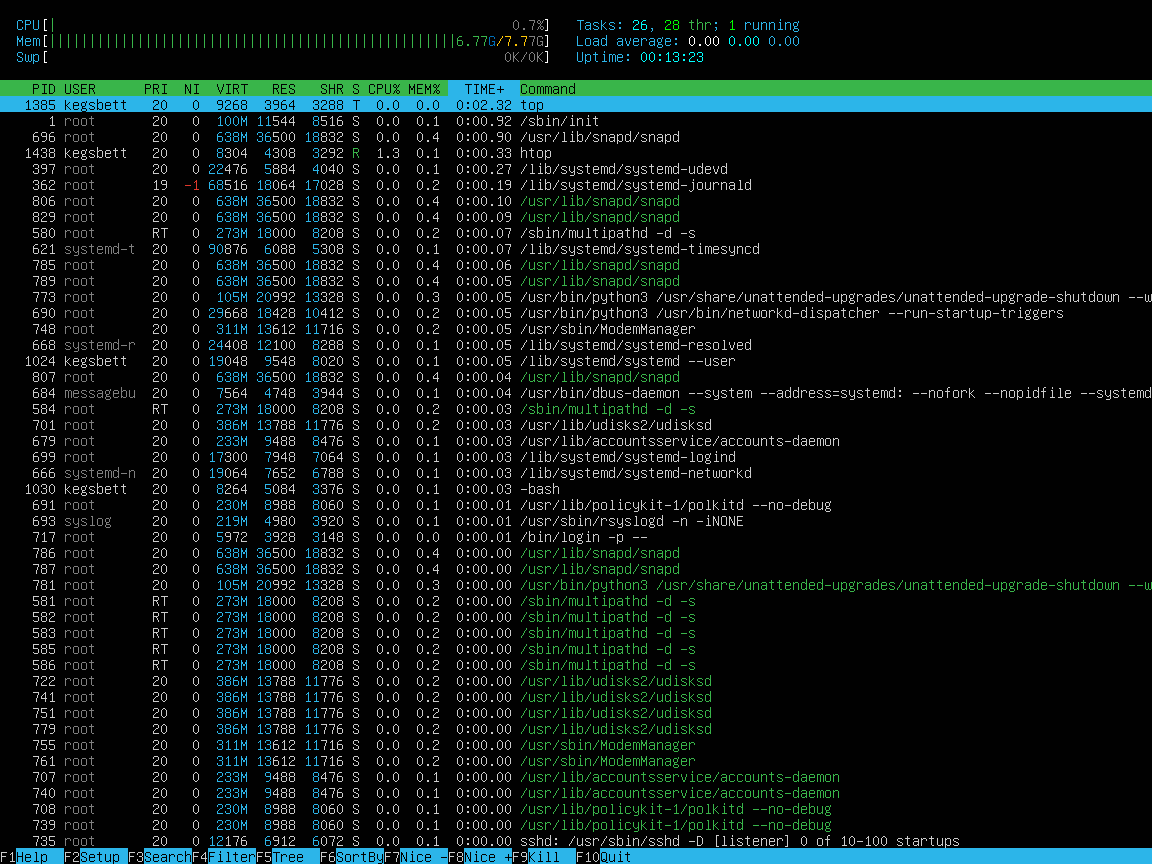 CPU[| 0.7%] Tasks: 26, 28 thr; 1 running
Mem[||||||||||||||||||||||||||||||||||||||||||||||||||6.77G/7.77G] Load average: 0.00 0.00 0.00
Swp[ 0K/0K] Uptime: 00:13:23
PID USER PRI NI VIRT RES SHR S CPU% MEM% TIME+ Command
1385 kegsbett 20 0 9268 3964 3288 T 0.0 0.0 0:02.32 top
1 root 20 0 100M 11544 8516 S 0.0 0.1 0:00.92 /sbin/init
696 root 20 0 638M 36500 18832 S 0.0 0.4 0:00.90 /usr/lib/snapd/snapd
1438 kegsbett 20 0 8304 4308 3292 R 1.3 0.1 0:00.33 htop
397 root 20 0 22476 5884 4040 S 0.0 0.1 0:00.27 /lib/systemd/systemd-udevd
362 root 19 -1 68516 18064 17028 S 0.0 0.2 0:00.19 /lib/systemd/systemd-journald
806 root 20 0 638M 36500 18832 S 0.0 0.4 0:00.10 /usr/lib/snapd/snapd
829 root 20 0 638M 36500 18832 S 0.0 0.4 0:00.09 /usr/lib/snapd/snapd
580 root RT 0 273M 18000 8208 S 0.0 0.2 0:00.07 /sbin/multipathd -d -s
621 systemd-t 20 0 90876 6088 5308 S 0.0 0.1 0:00.07 /lib/systemd/systemd-timesyncd
785 root 20 0 638M 36500 18832 S 0.0 0.4 0:00.06 /usr/lib/snapd/snapd
789 root 20 0 638M 36500 18832 S 0.0 0.4 0:00.05 /usr/lib/snapd/snapd
773 root 20 0 105M 20992 13328 S 0.0 0.3 0:00.05 /usr/bin/python3 /usr/share/unattended-upgrades/unattended-upgrade-shutdown --w
690 root 20 0 29668 18428 10412 S 0.0 0.2 0:00.05 /usr/bin/python3 /usr/bin/networkd-dispatcher --run-startup-triggers
748 root 20 0 311M 13612 11716 S 0.0 0.2 0:00.05 /usr/sbin/ModemManager
668 systemd-r 20 0 24408 12100 8288 S 0.0 0.1 0:00.05 /lib/systemd/systemd-resolved
1024 kegsbett 20 0 19048 9548 8020 S 0.0 0.1 0:00.05 /lib/systemd/systemd --user
807 root 20 0 638M 36500 18832 S 0.0 0.4 0:00.04 /usr/lib/snapd/snapd
684 messagebu 20 0 7564 4748 3944 S 0.0 0.1 0:00.04 /usr/bin/dbus-daemon --system --address=systemd: --nofork --nopidfile --systemd
584 root RT 0 273M 18000 8208 S 0.0 0.2 0:00.03 /sbin/multipathd -d -s
701 root 20 0 386M 13788 11776 S 0.0 0.2 0:00.03 /usr/lib/udisks2/udisksd
679 root 20 0 233M 9488 8476 S 0.0 0.1 0:00.03 /usr/lib/accountsservice/accounts-daemon
699 root 20 0 17300 7948 7064 S 0.0 0.1 0:00.03 /lib/systemd/systemd-logind
666 systemd-n 20 0 19064 7652 6788 S 0.0 0.1 0:00.03 /lib/systemd/systemd-networkd
1030 kegsbett 20 0 8264 5084 3376 S 0.0 0.1 0:00.03 -bash
691 root 20 0 230M 8988 8060 S 0.0 0.1 0:00.01 /usr/lib/policykit-1/polkitd --no-debug
693 syslog 20 0 219M 4980 3920 S 0.0 0.1 0:00.01 /usr/sbin/rsyslogd -n -iNONE
717 root 20 0 5972 3928 3148 S 0.0 0.0 0:00.01 /bin/login -p --
786 root 20 0 638M 36500 18832 S 0.0 0.4 0:00.00 /usr/lib/snapd/snapd
787 root 20 0 638M 36500 18832 S 0.0 0.4 0:00.00 /usr/lib/snapd/snapd
781 root 20 0 105M 20992 13328 S 0.0 0.3 0:00.00 /usr/bin/python3 /usr/share/unattended-upgrades/unattended-upgrade-shutdown --w
581 root RT 0 273M 18000 8208 S 0.0 0.2 0:00.00 /sbin/multipathd -d -s
582 root RT 0 273M 18000 8208 S 0.0 0.2 0:00.00 /sbin/multipathd -d -s
583 root RT 0 273M 18000 8208 S 0.0 0.2 0:00.00 /sbin/multipathd -d -s
585 root RT 0 273M 18000 8208 S 0.0 0.2 0:00.00 /sbin/multipathd -d -s
586 root RT 0 273M 18000 8208 S 0.0 0.2 0:00.00 /sbin/multipathd -d -s
722 root 20 0 386M 13788 11776 S 0.0 0.2 0:00.00 /usr/lib/udisks2/udisksd
741 root 20 0 386M 13788 11776 S 0.0 0.2 0:00.00 /usr/lib/udisks2/udisksd
751 root 20 0 386M 13788 11776 S 0.0 0.2 0:00.00 /usr/lib/udisks2/udisksd
779 root 20 0 386M 13788 11776 S 0.0 0.2 0:00.00 /usr/lib/udisks2/udisksd
755 root 20 0 311M 13612 11716 S 0.0 0.2 0:00.00 /usr/sbin/ModemManager
761 root 20 0 311M 13612 11716 S 0.0 0.2 0:00.00 /usr/sbin/ModemManager
707 root 20 0 233M 9488 8476 S 0.0 0.1 0:00.00 /usr/lib/accountsservice/accounts-daemon
740 root 20 0 233M 9488 8476 S 0.0 0.1 0:00.00 /usr/lib/accountsservice/accounts-daemon
708 root 20 0 230M 8988 8060 S 0.0 0.1 0:00.00 /usr/lib/policykit-1/polkitd --no-debug
739 root 20 0 230M 8988 8060 S 0.0 0.1 0:00.00 /usr/lib/policykit-1/polkitd --no-debug
735 root 20 0 12176 6912 6072 S 0.0 0.1 0:00.00 sshd: /usr/sbin/sshd -D [listener] 0 of 10-100 startups
F1Help F2Setup F3SearchF4FilterF5Tree F6SortByF7Nice -F8Nice +F9Kill F10Quit